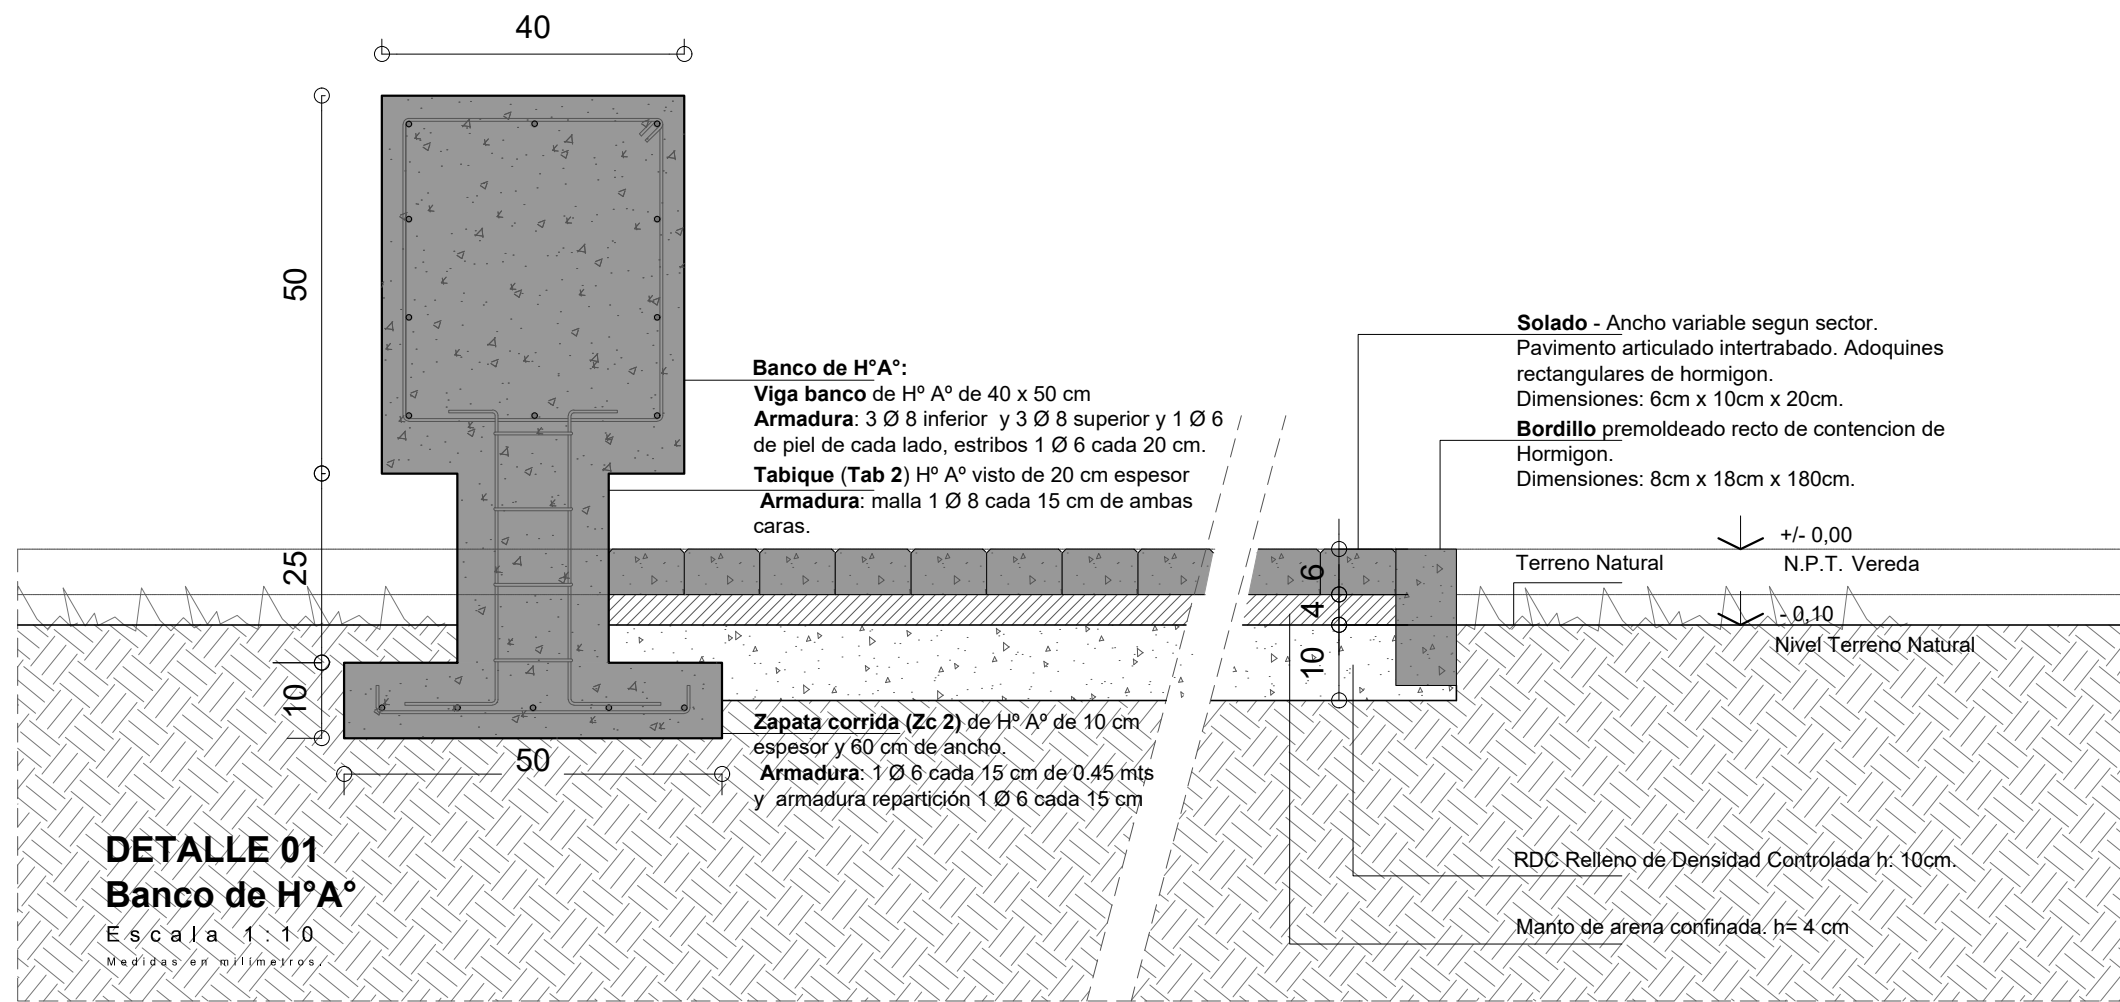 40
50
25
10
50
Banco de H°A°:
Viga banco de Hº Aº de 40 x 50 cm
Armadura: 3 Ø 8 inferior y 3 Ø 8 superior y 1 Ø 6
de piel de cada lado, estribos 1 Ø 6 cada 20 cm.
Tabique (Tab 2) Hº Aº visto de 20 cm espesor
Armadura: malla 1 Ø 8 cada 15 cm de ambas
caras.
Zapata corrida (Zc 2) de Hº Aº de 10 cm
espesor y 60 cm de ancho.
Armadura: 1 Ø 6 cada 15 cm de 0.45 mts
y armadura repartición 1 Ø 6 cada 15 cm
6
4
10
Solado - Ancho variable segun sector.
Pavimento articulado intertrabado. Adoquines
rectangulares de hormigon.
Dimensiones: 6cm x 10cm x 20cm.
Bordillo premoldeado recto de contencion de
Hormigon.
Dimensiones: 8cm x 18cm x 180cm.
+/- 0,00
Terreno Natural
N.P.T. Vereda
- 0,10
Nivel Terreno Natural
RDC Relleno de Densidad Controlada h: 10cm.
Manto de arena confinada. h= 4 cm
DETALLE 01
Banco de H°A°
Escala 1:10
Medidas en milímetros.